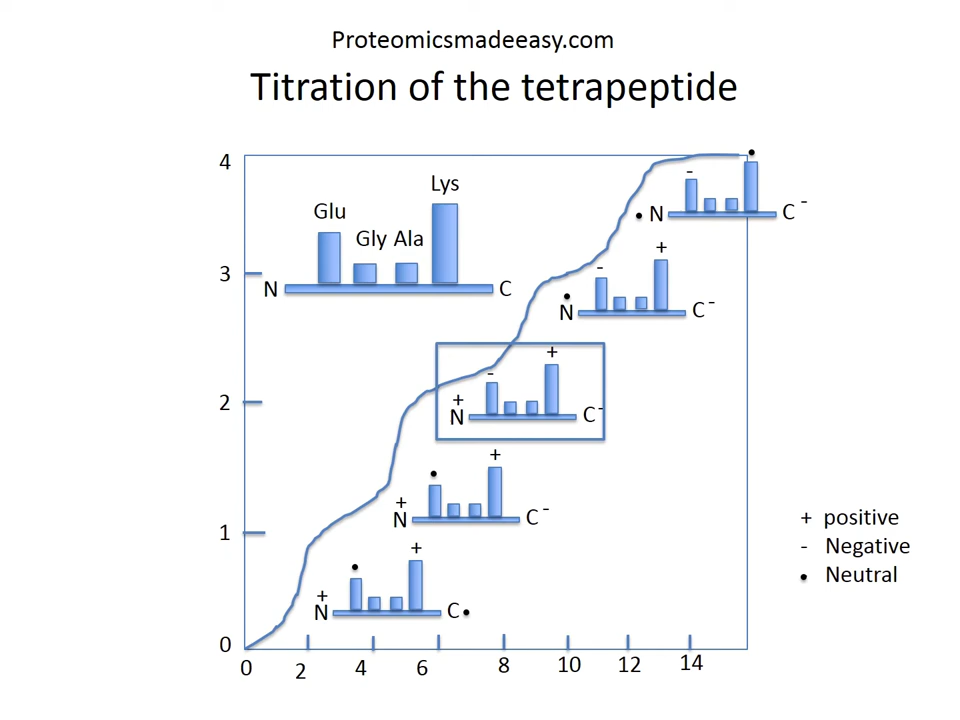 Proteomicsmadeeasy.com
Titration of the tetrapeptide
4
3
2
1
0
0 2 4 6 8 10 12 14
Lys
Glu
Gly Ala
N C
•
-
• N C -
+
-
•
N C -
+
-
+
N C -
+
•
+
N C -
+
•
+
N C •
+ positive
- Negative
• Neutral